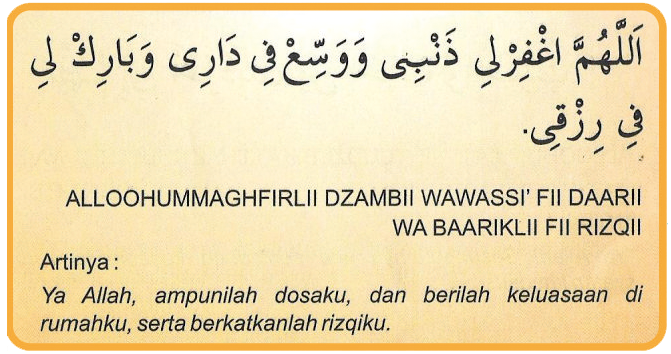 اَللَّهُمَّ اغْفِرْلِي ذَنْبِى وَوَسِّعْ فِي دَارِى وَبَارِكْ لِي
فِي رِزْقِى.
ALLOOHUMMAGHFIRLII DZAMBII WAWASSI’ FII DAARII
WA BAARIKLII FII RIZQII
Artinya :
Ya Allah, ampunilah dosaku, dan berilah keluasaan di
rumahku, serta berkatkanlah rizqiku.